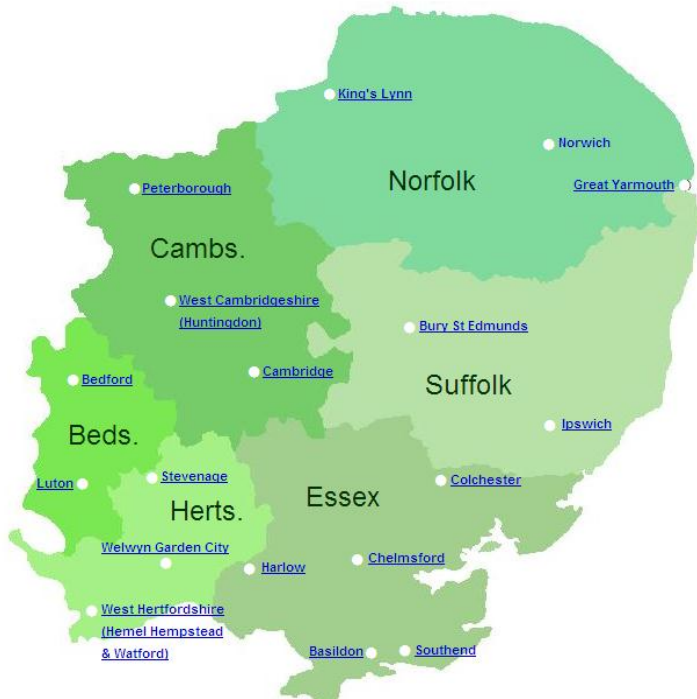 King's Lynn
Norwich
Norfolk
Great Yarmouth
Peterborough
Cambs.
West Cambridgeshire
(Huntingdon)
Bury St Edmunds
Cambridge
Bedford
Suffolk
Beds.
Ipswich
Stevenage
Colchester
Luton
Essex
Herts.
Welwyn Garden City
Chelmsford
Harlow
West Hertfordshire
(Hemel Hempstead
& Watford)
Basildon
Southend